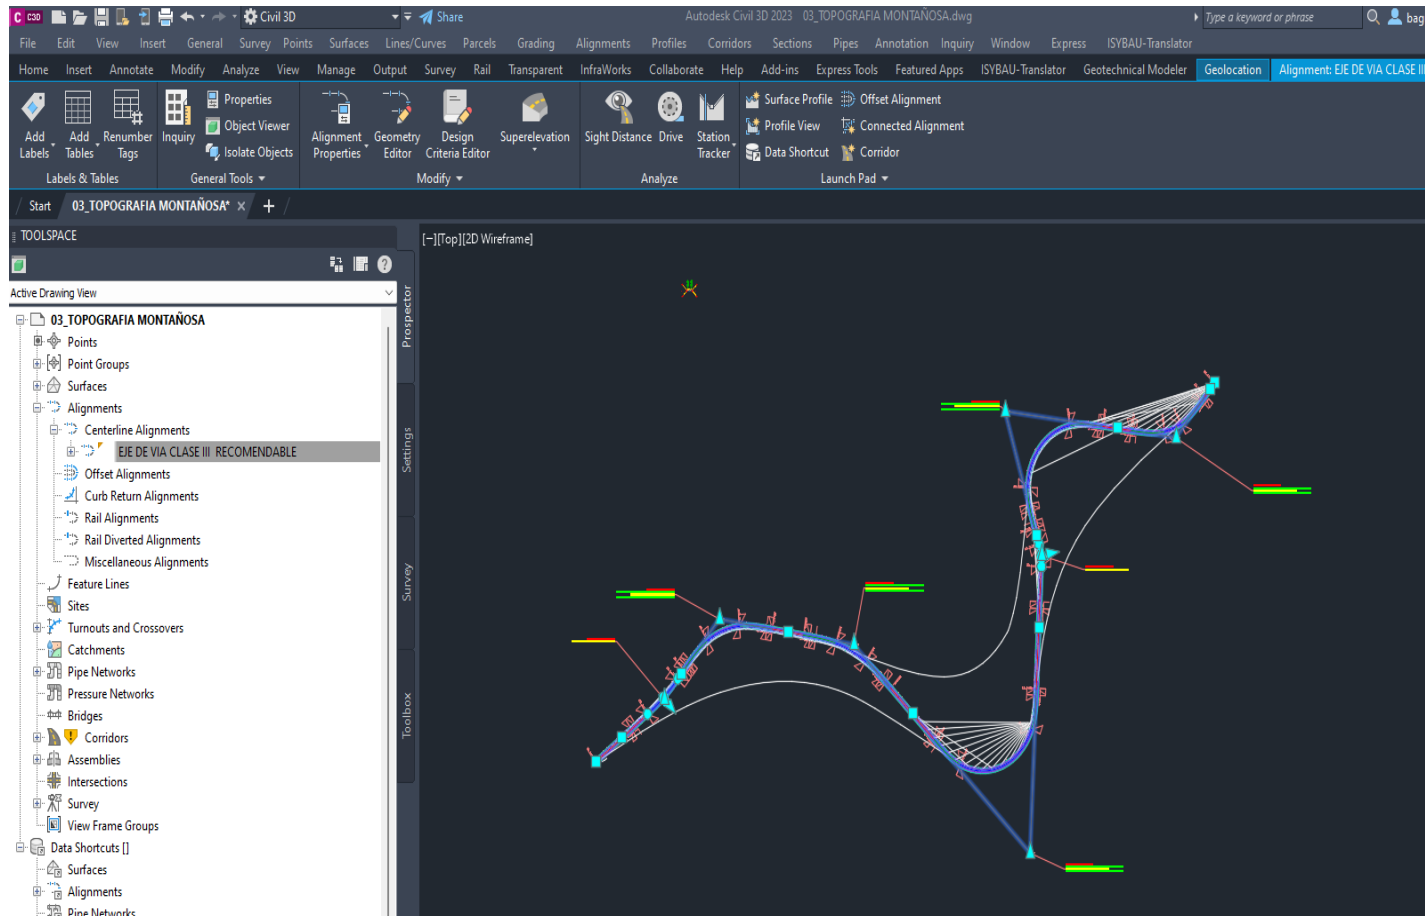 C C3D Civil 3D Share Autodesk Civil 3D 2023 03_TOPOGRAFIA MONTAÑOSA.dwg Type a keyword or phrase bag
File Edit View Insert General Survey Points Surfaces Lines/Curves Parcels Grading Alignments Profiles Corridors Sections Pipes Annotation Inquiry Window Express ISYBAU-Translator
Home Insert Annotate Modify Analyze View Manage Output Survey Rail Transparent InfraWorks Collaborate Help Add-ins Express Tools Featured Apps ISYBAU-Translator Geotechnical Modeler Geolocation Alignment: EJE DE VIA CLASE III
Add Labels
Add Tables
Renumber Tags
Labels & Tables
Inquiry
Properties
Object Viewer
Isolate Objects
General Tools
Alignment Properties
Geometry Editor
Design Criteria Editor
Superelevation
Modify
Sight Distance
Drive
Station Tracker
Analyze
Surface Profile
Profile View
Data Shortcut
Offset Alignment
Connected Alignment
Corridor
Launch Pad
Start 03_TOPOGRAFIA MONTAÑOSA* × +
TOOLSPACE
[−][Top][2D Wireframe]
Active Drawing View
03_TOPOGRAFIA MONTAÑOSA
Points
Point Groups
Surfaces
Alignments
Centerline Alignments
EJE DE VIA CLASE III RECOMENDABLE
Offset Alignments
Curb Return Alignments
Rail Alignments
Rail Diverted Alignments
Miscellaneous Alignments
Feature Lines
Sites
Turnouts and Crossovers
Catchments
Pipe Networks
Pressure Networks
Bridges
Corridors
Assemblies
Intersections
Survey
View Frame Groups
Data Shortcuts []
Surfaces
Alignments
Pipe Networks
Prospector
Settings
Survey
Toolbox